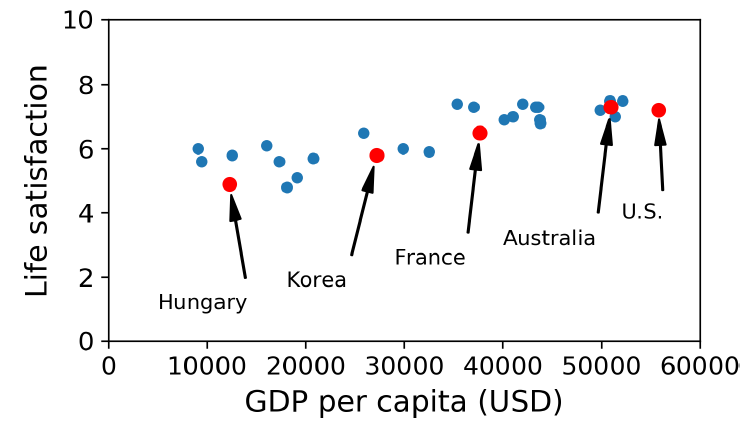 10
8
6
4
2
0
Life satisfaction
Hungary
Korea
France
Australia
U.S.
0 10000 20000 30000 40000 50000 60000
GDP per capita (USD)